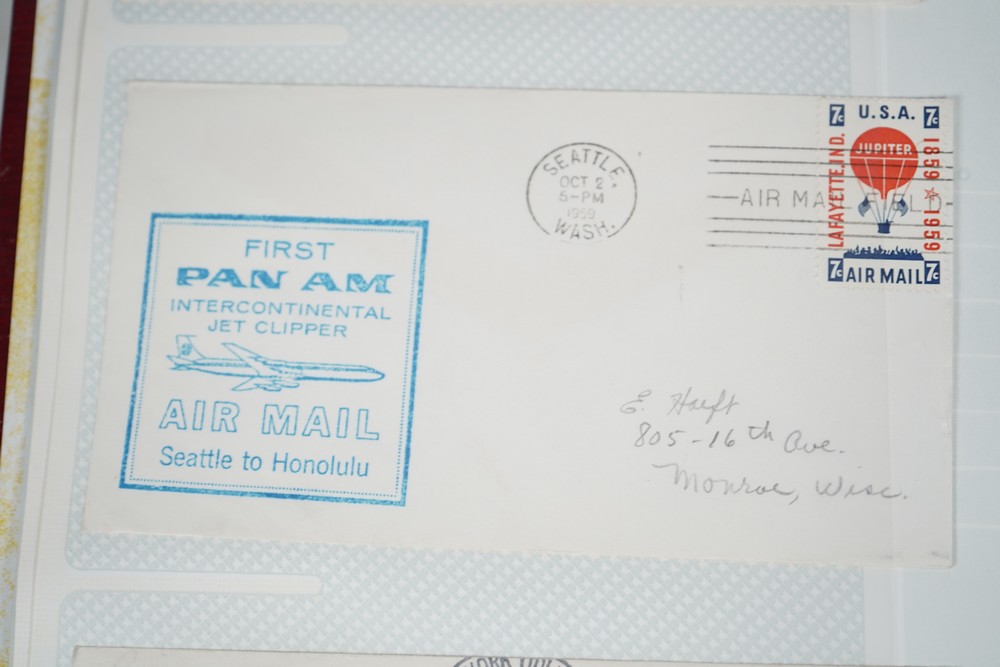 FIRST
PAN AM
INTERCONTINENTAL
JET CLIPPER
AIR MAIL
Seattle to Honolulu
SEATTLE
OCT 2
5-PM
1959
WASH.
AIR MAIL FIELD
7c U.S.A. 7c
LAFAYETTE, IND.
JUPITER
1859 1959
7c AIR MAIL 7c
E. Hoeft
805-16th Ave.
Monroe, Wisc.